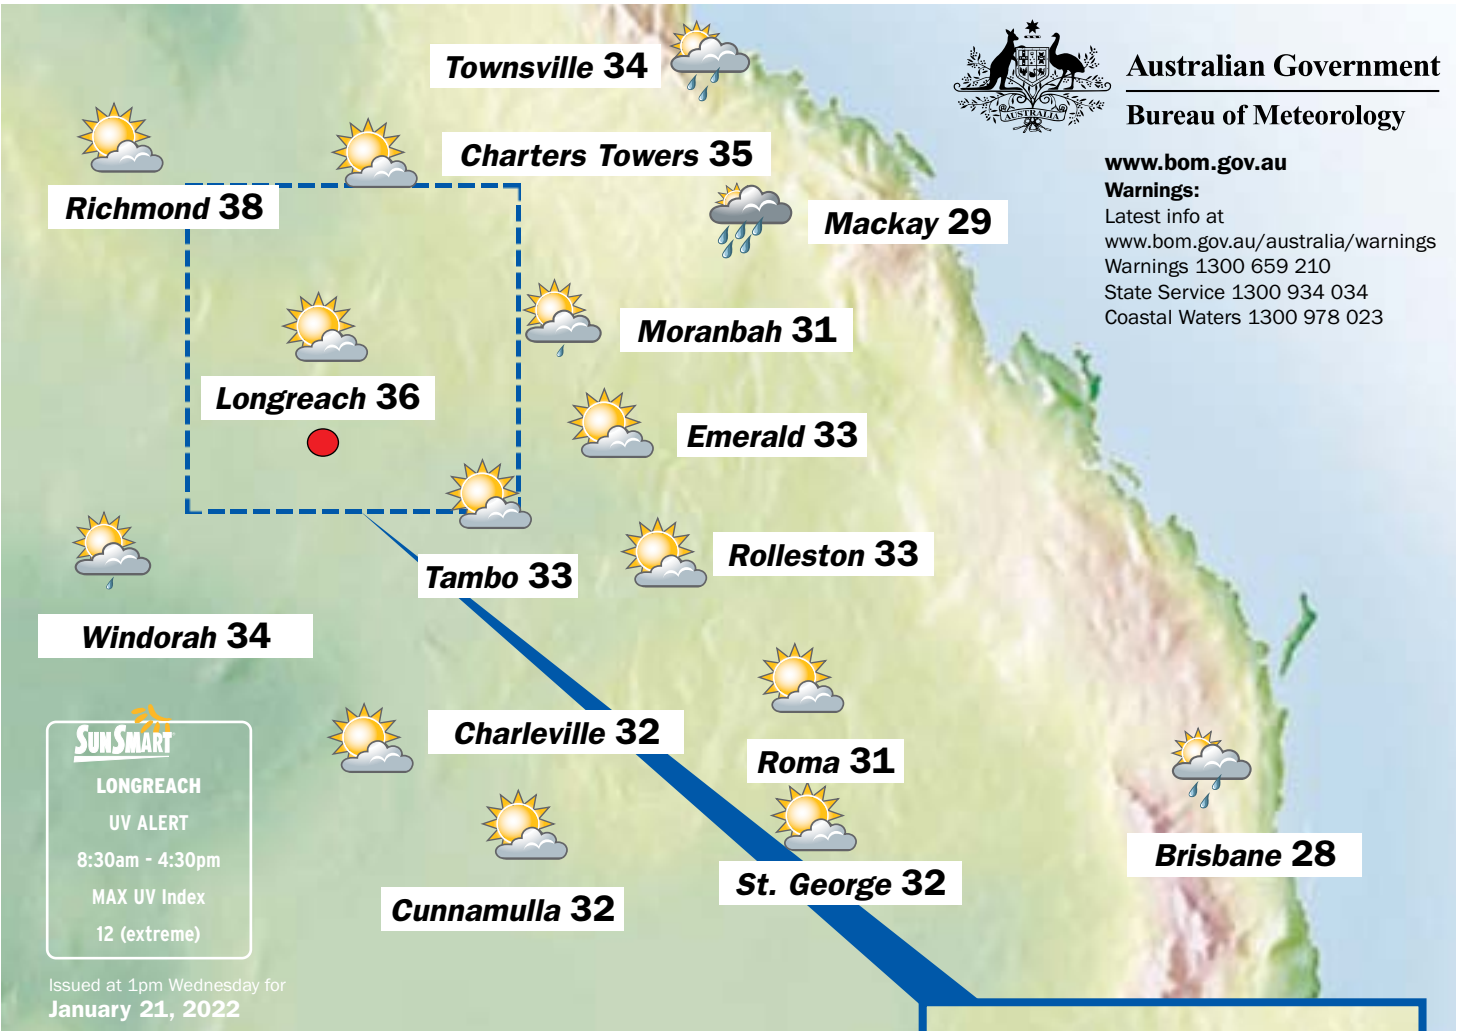 Townsville 34
Australian Government
Bureau of Meteorology
AUSTRALIA
www.bom.gov.au
Warnings:
Latest info at
www.bom.gov.au/australia/warnings
Warnings 1300 659 210
State Service 1300 934 034
Coastal Waters 1300 978 023
Charters Towers 35
Richmond 38
Mackay 29
Moranbah 31
Longreach 36
Emerald 33
Rolleston 33
Tambo 33
Windorah 34
Charleville 32
Roma 31
Brisbane 28
St. George 32
Cunnamulla 32
SUNSMART
LONGREACH
UV ALERT
8:30am - 4:30pm
MAX UV Index
12 (extreme)
Issued at 1pm Wednesday for
January 21, 2022